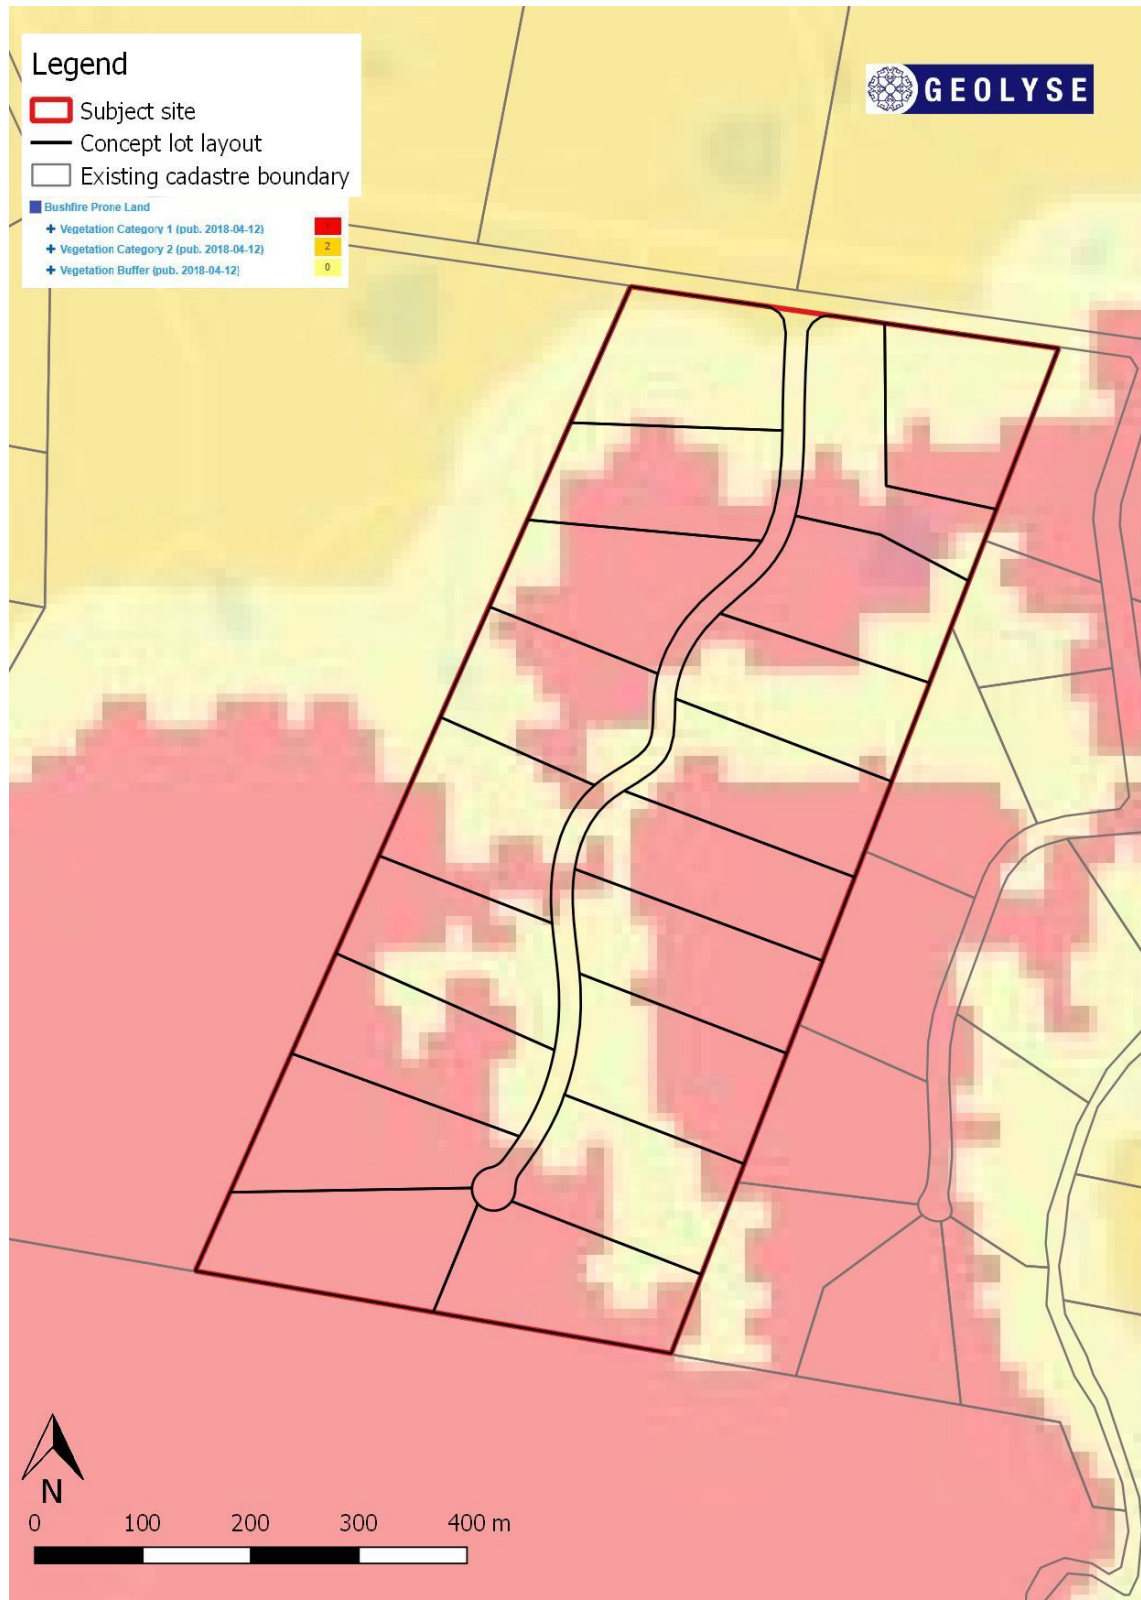 Legend
GEOLYSE
Subject site
Concept lot layout
Existing cadastre boundary
Bushfire Prone Land
Vegetation Category 1 (pub. 2018-04-12) 1
Vegetation Category 2 (pub. 2018-04-12) 2
Vegetation Buffer (pub. 2018-04-12) 0
N
0 100 200 300 400 m